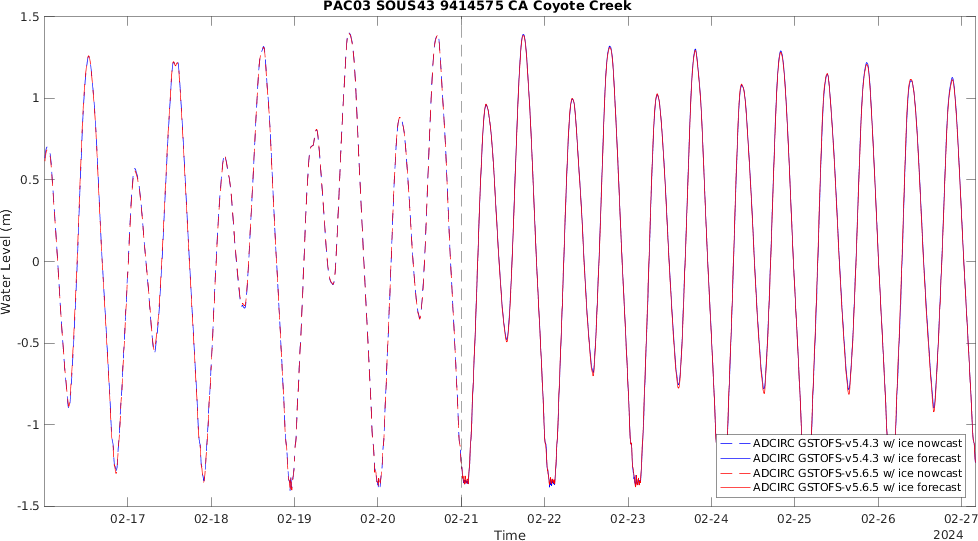 PAC03 SOUS43 9414575 CA Coyote Creek
1.5
1
0.5
0
-0.5
-1
-1.5
Water Level (m)
02-17
02-18
02-19
02-20
02-21
02-22
02-23
02-24
02-25
02-26
02-27
Time
2024
ADCIRC GSTOFS-v5.4.3 w/ ice nowcast
ADCIRC GSTOFS-v5.4.3 w/ ice forecast
ADCIRC GSTOFS-v5.6.5 w/ ice nowcast
ADCIRC GSTOFS-v5.6.5 w/ ice forecast